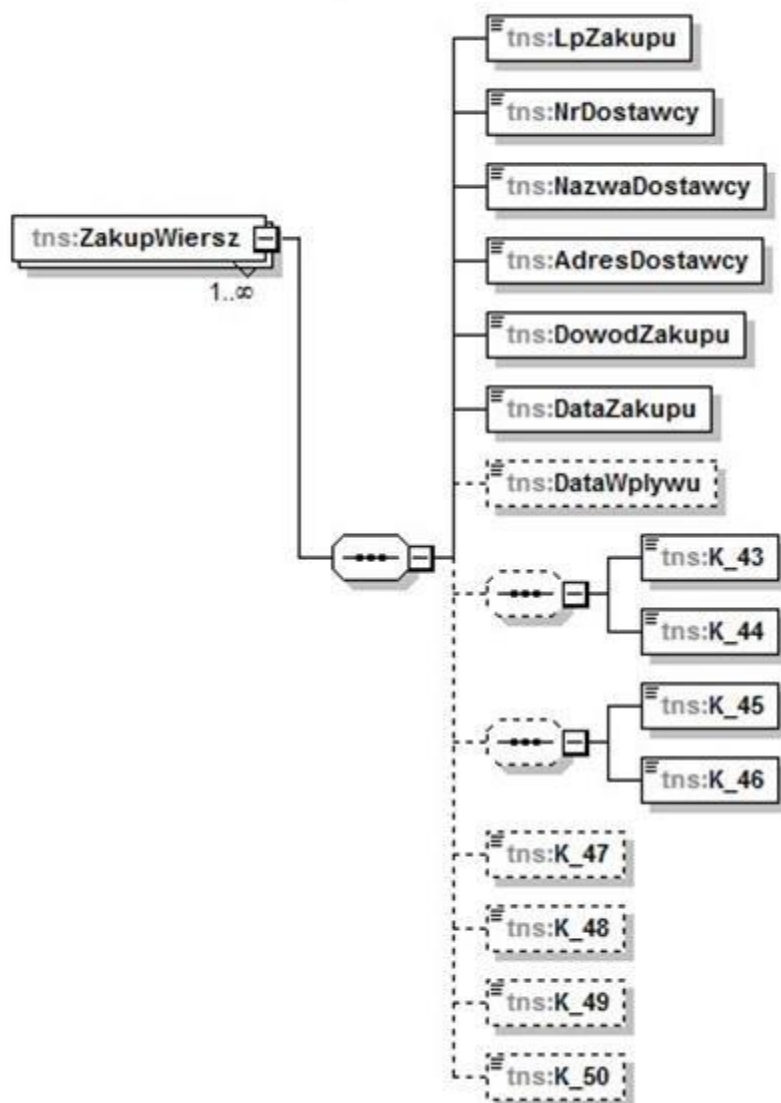 tns:LpZakupu
tns:NrDostawcy
tns:NazwaDostawcy
tns:ZakupWiersz
1..∞
tns:AdresDostawcy
tns:DowodZakupu
tns:DataZakupu
tns:DataWplywu
tns:K_43
tns:K_44
tns:K_45
tns:K_46
tns:K_47
tns:K_48
tns:K_49
tns:K_50